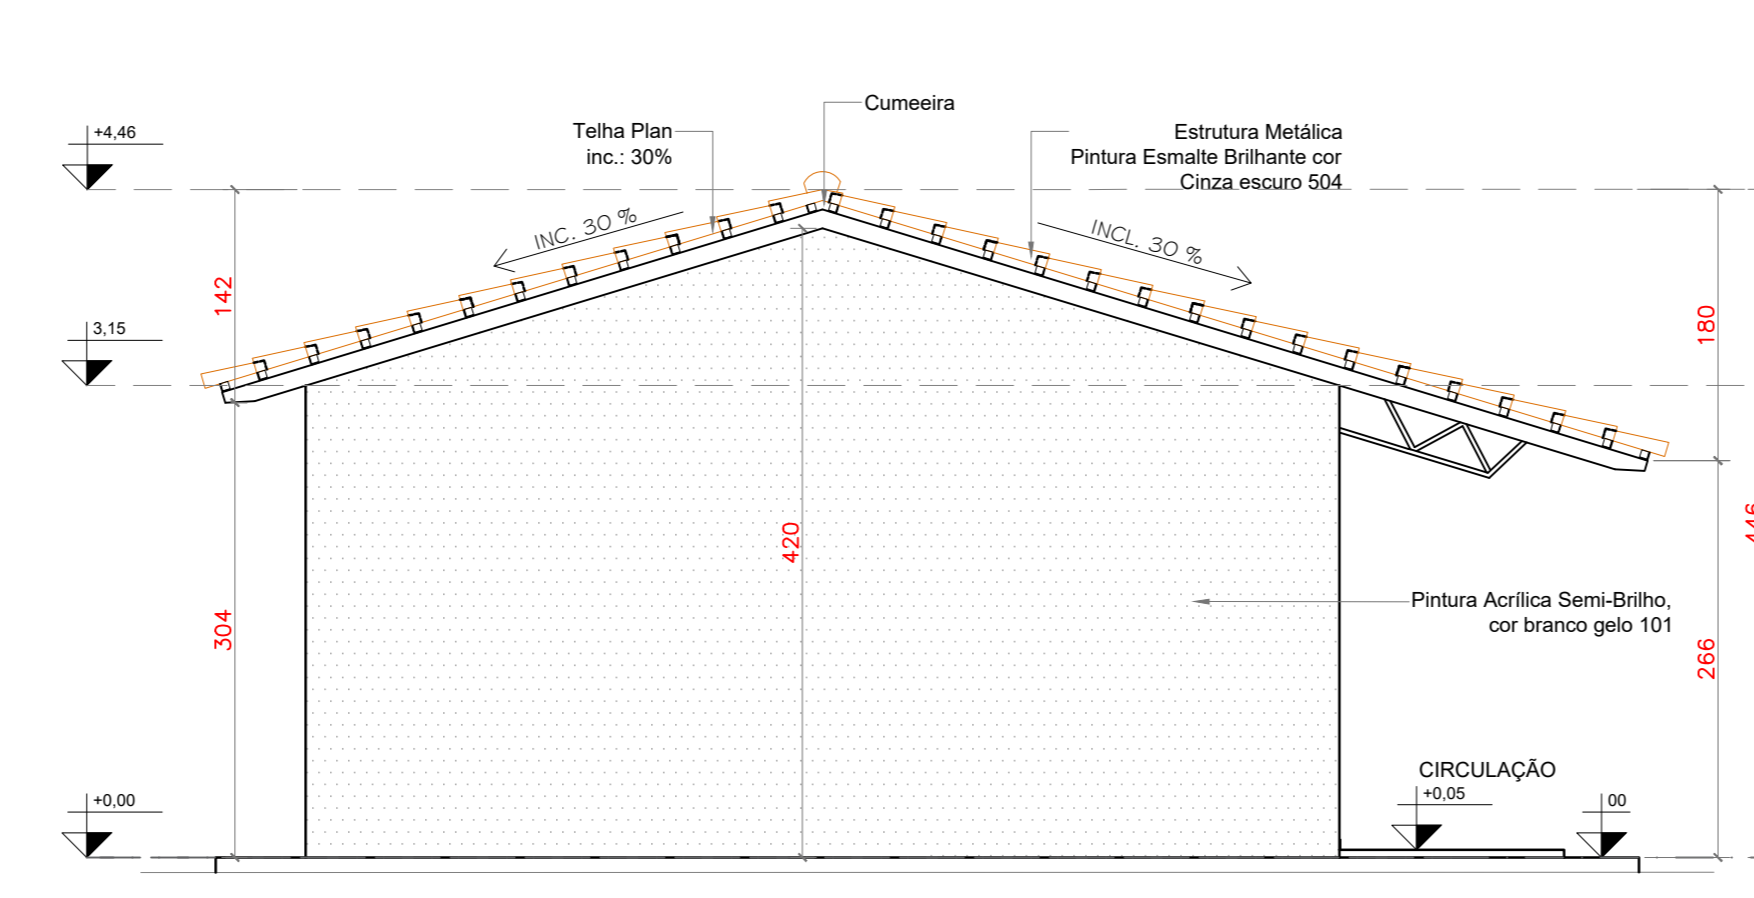 Cumeeira
+4,46
Telha Plan
inc.: 30%
Estrutura Metálica
Pintura Esmalte Brilhante cor
Cinza escuro 504
INC. 30 %
INCL. 30 %
142
180
3,15
420
446
304
Pintura Acrílica Semi-Brilho,
cor branco gelo 101
266
CIRCULAÇÃO
+0,05
+0,00
00